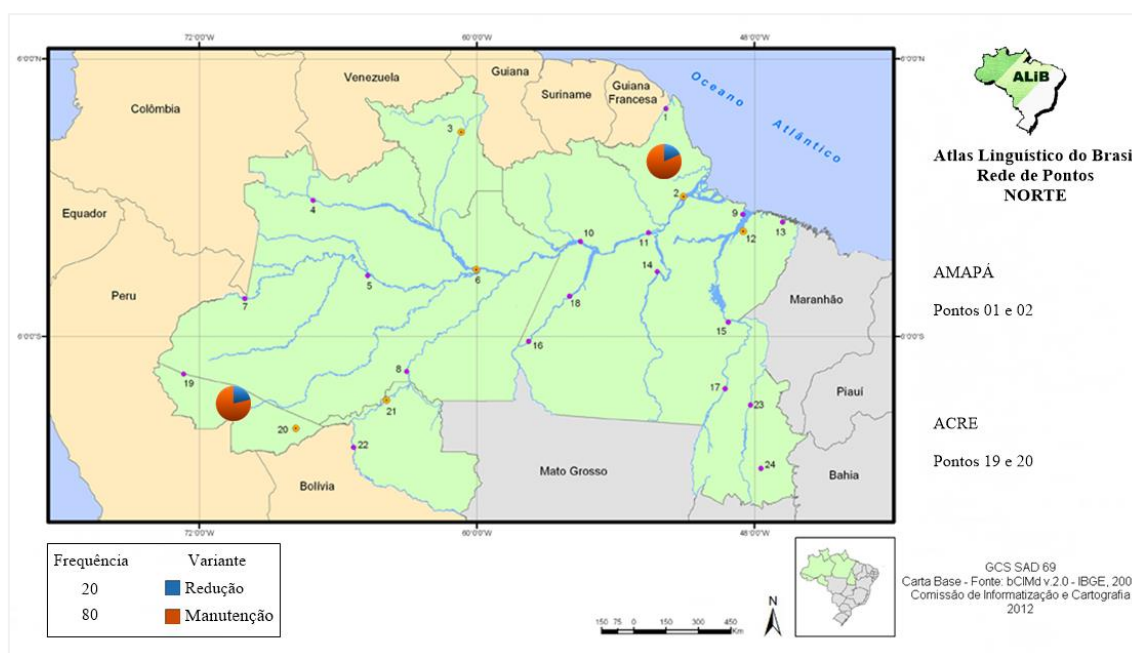 72°0'0"W
60°0'0"W
48°0'0"W
6°0'0"N
6°0'0"N
Colômbia
Venezuela
Guiana
Suriname
Guiana
Francesa
Oceano
Atlântico
Equador
Peru
Bolívia
Mato Grosso
Maranhão
Piauí
Bahia
1
2
3
4
5
6
7
8
9
10
11
12
13
14
15
16
17
18
19
20
21
22
23
24
6°0'0"S
6°0'0"S
72°0'0"W
60°0'0"W
48°0'0"W
ALiB
Atlas Linguístico do Brasi
Rede de Pontos
NORTE
AMAPÁ
Pontos 01 e 02
ACRE
Pontos 19 e 20
Frequência Variante
20 Redução
80 Manutenção
150 75 0 150 300 450
Km
N
GCS SAD 69
Carta Base - Fonte: bCIMd v.2.0 - IBGE, 200
Comissão de Informatização e Cartografia
2012